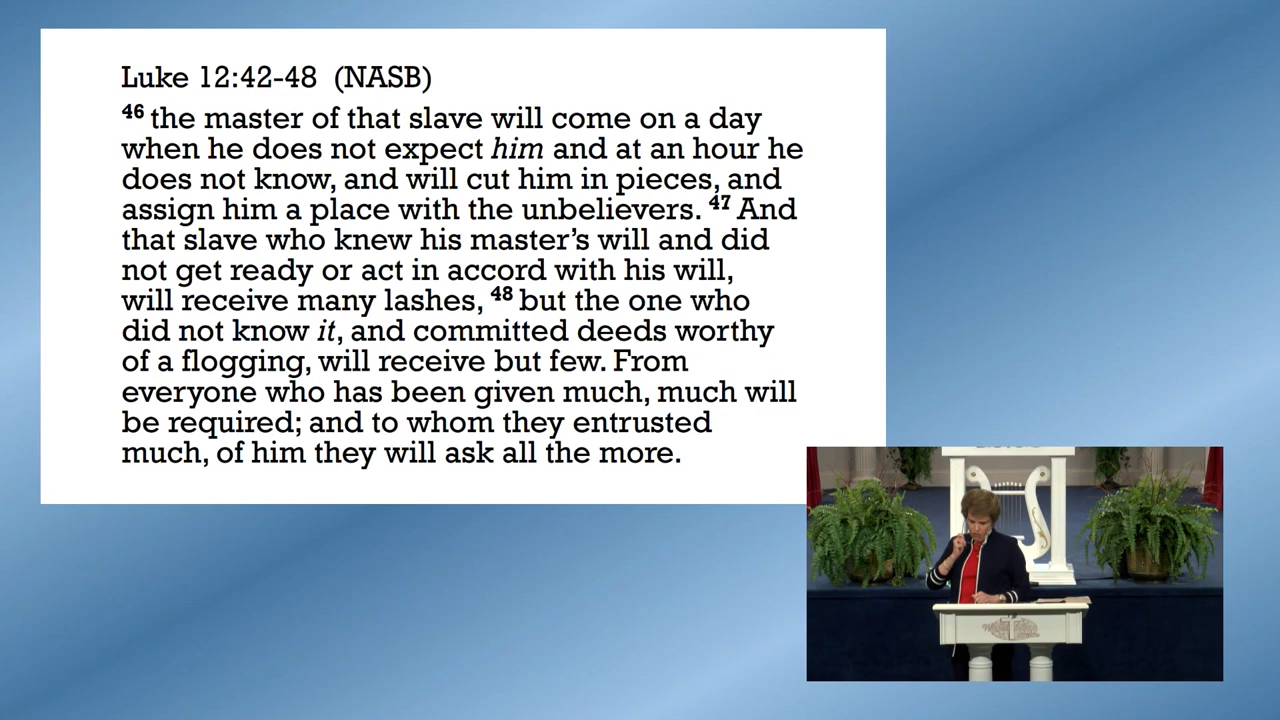 Luke 12:42-48 (NASB)
46 the master of that slave will come on a day
when he does not expect him and at an hour he
does not know, and will cut him in pieces, and
assign him a place with the unbelievers. 47 And
that slave who knew his master’s will and did
not get ready or act in accord with his will,
will receive many lashes, 48 but the one who
did not know it, and committed deeds worthy
of a flogging, will receive but few. From
everyone who has been given much, much will
be required; and to whom they entrusted
much, of him they will ask all the more.